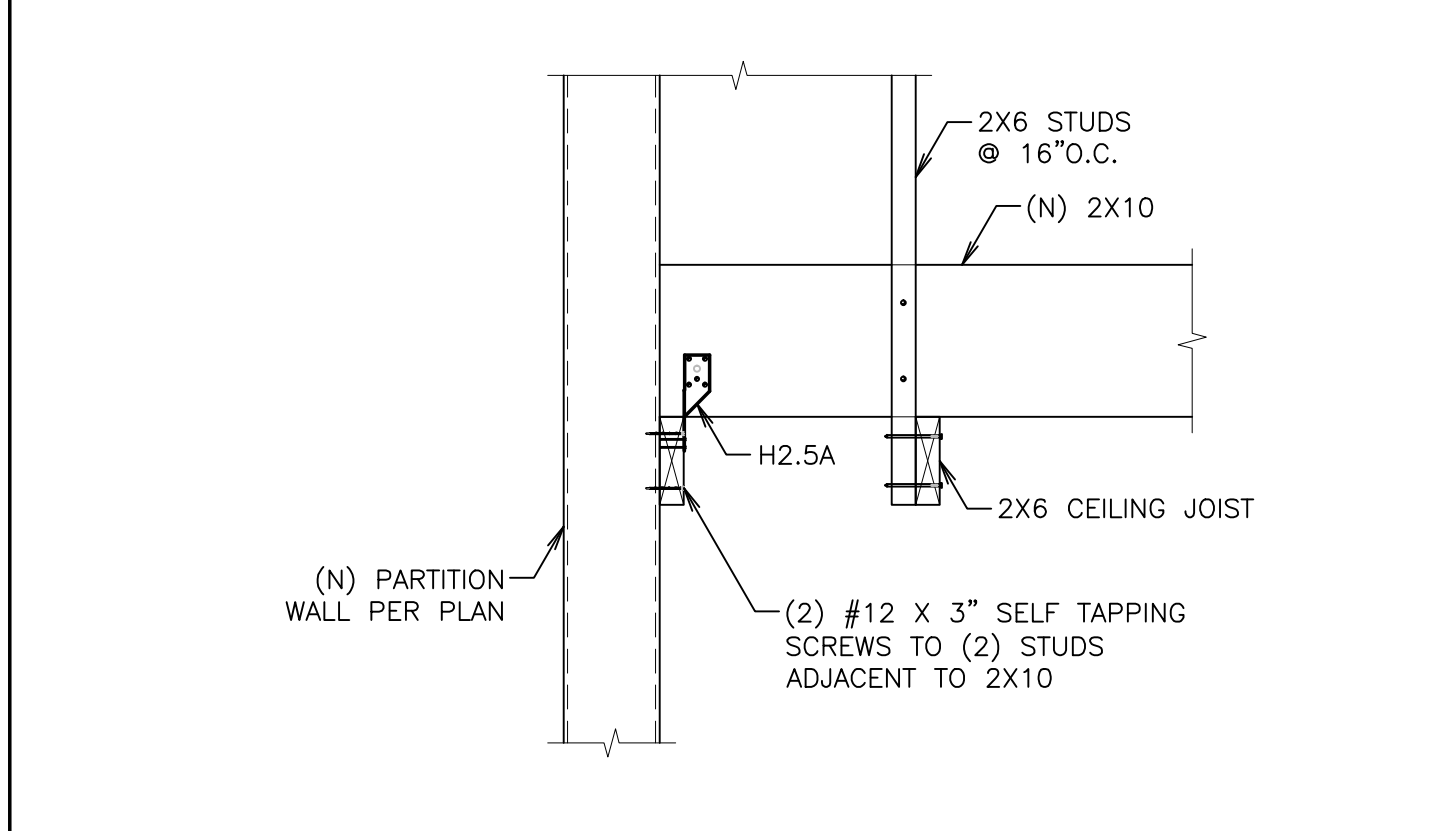 2X6 STUDS
@ 16”O.C.
(N) 2X10
H2.5A
2X6 CEILING JOIST
(N) PARTITION
WALL PER PLAN
(2) #12 X 3” SELF TAPPING
SCREWS TO (2) STUDS
ADJACENT TO 2X10